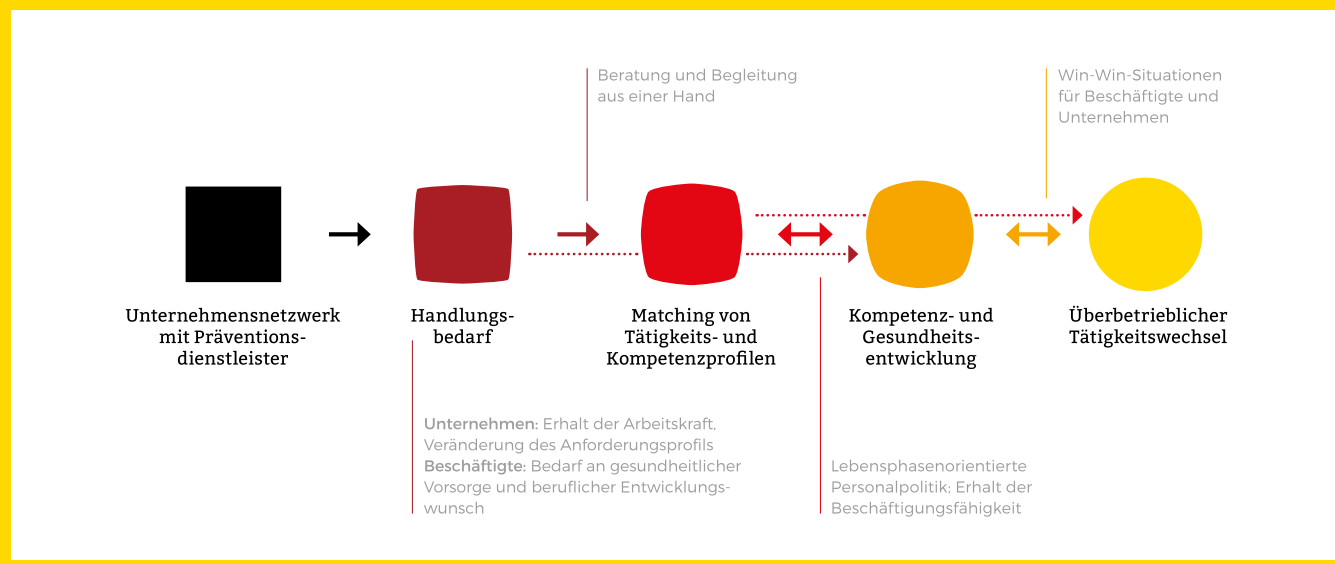 Beratung und Begleitung
aus einer Hand
Win-Win-Situationen
für Beschäftigte und
Unternehmen
Unternehmensnetzwerk
mit Präventions-
dienstleister
Handlungs-
bedarf
Matching von
Tätigkeits- und
Kompetenzprofilen
Kompetenz- und
Gesundheits-
entwicklung
Überbetrieblicher
Tätigkeitswechsel
Unternehmen: Erhalt der Arbeitskraft,
Veränderung des Anforderungsprofils
Beschäftigte: Bedarf an gesundheitlicher
Vorsorge und beruflicher Entwicklungs-
wunsch
Lebensphasenorientierte
Personalpolitik; Erhalt der
Beschäftigungsfähigkeit